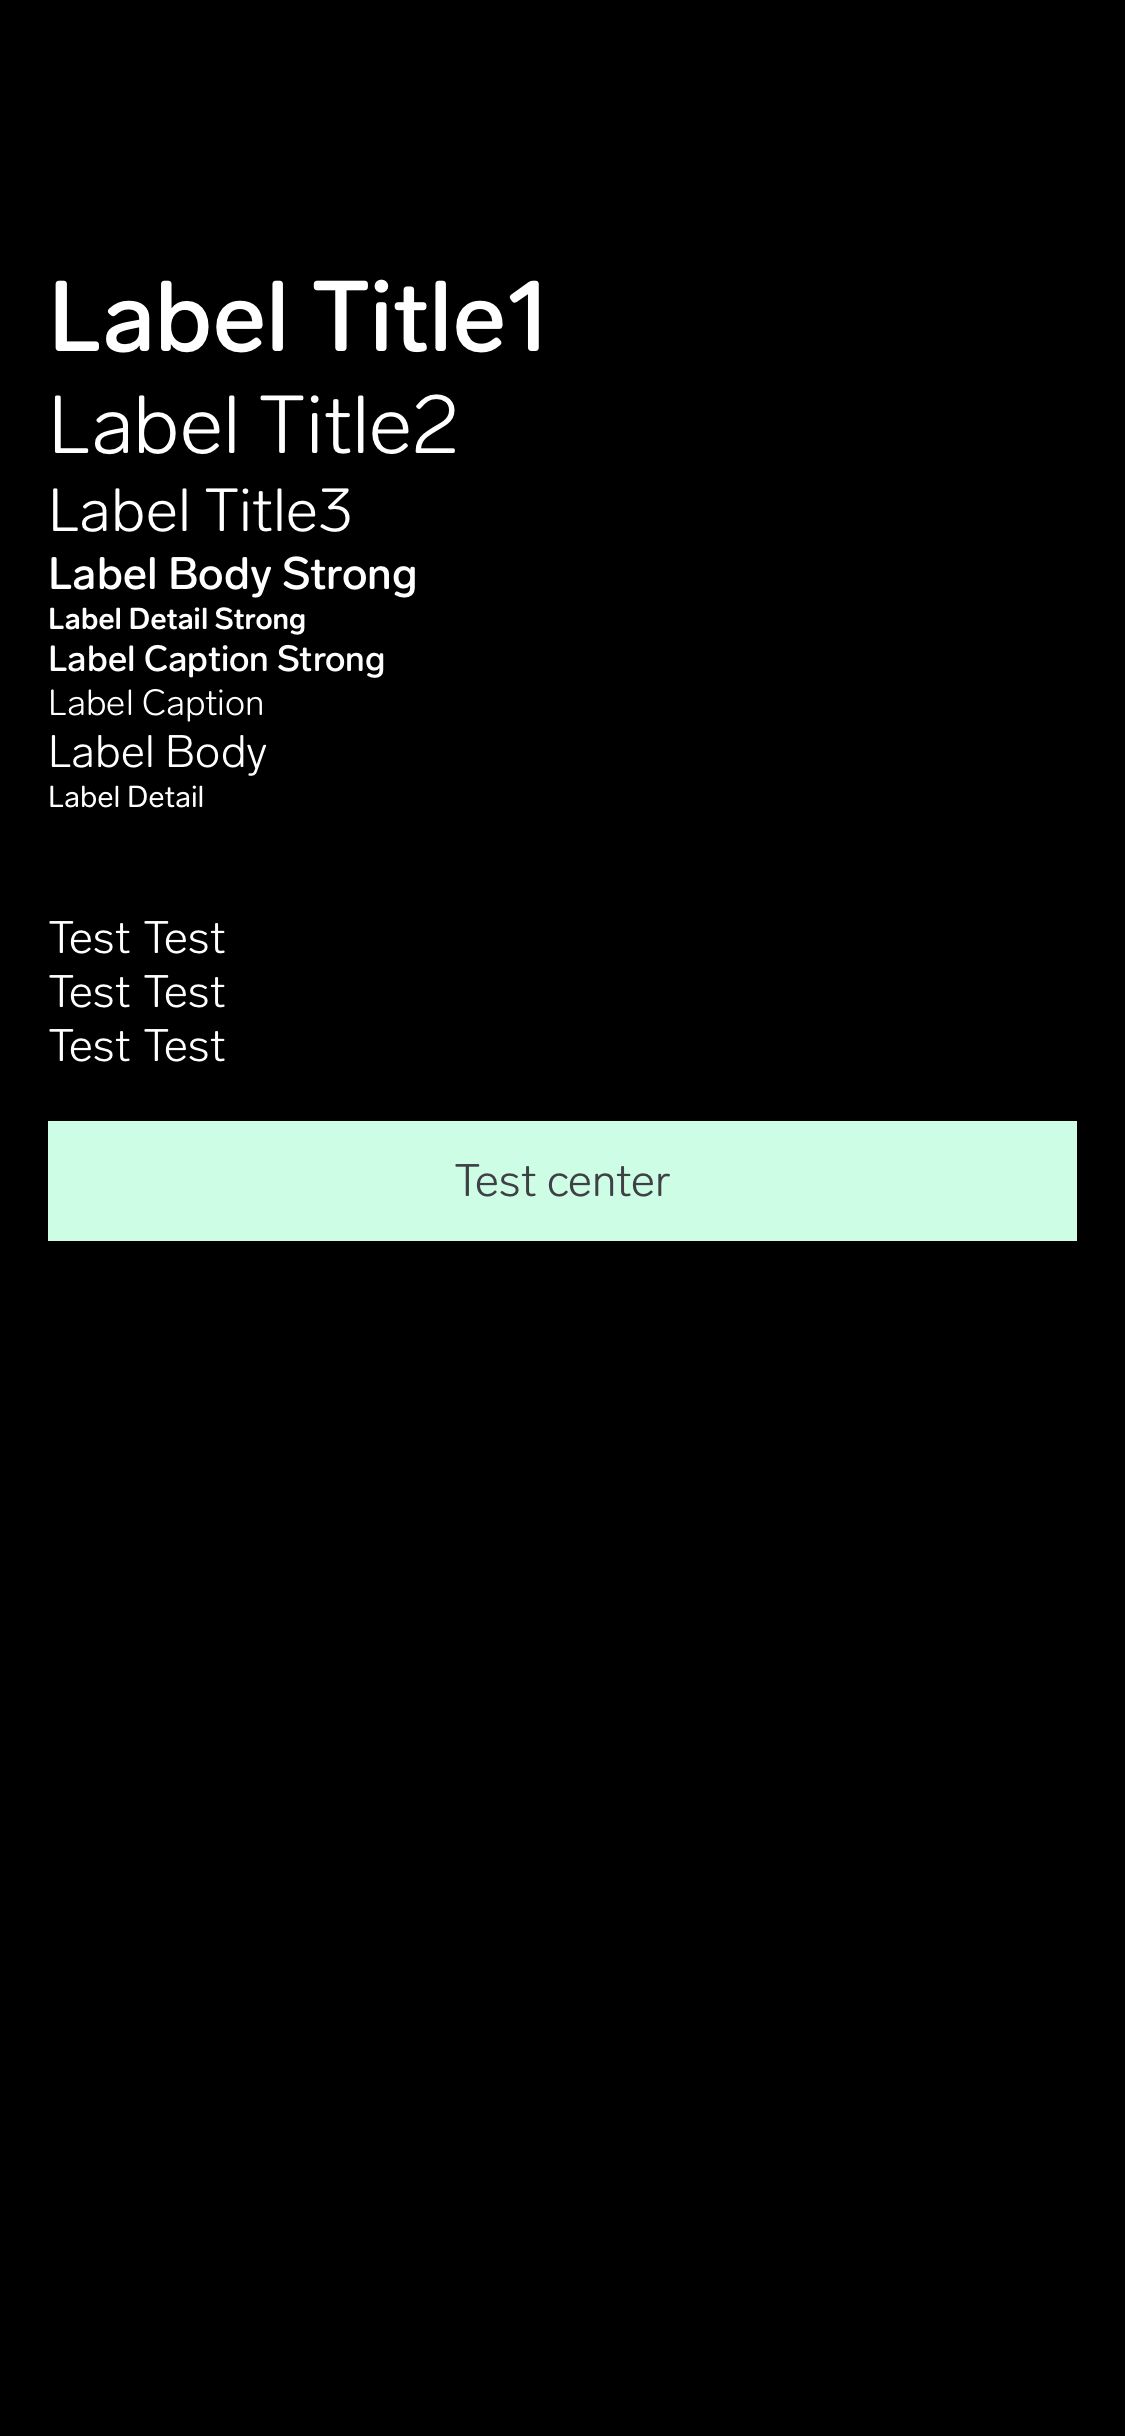 Label Title1
Label Title2
Label Title3
Label Body Strong
Label Detail Strong
Label Caption Strong
Label Caption
Label Body
Label Detail
Test Test
Test Test
Test Test
Test center